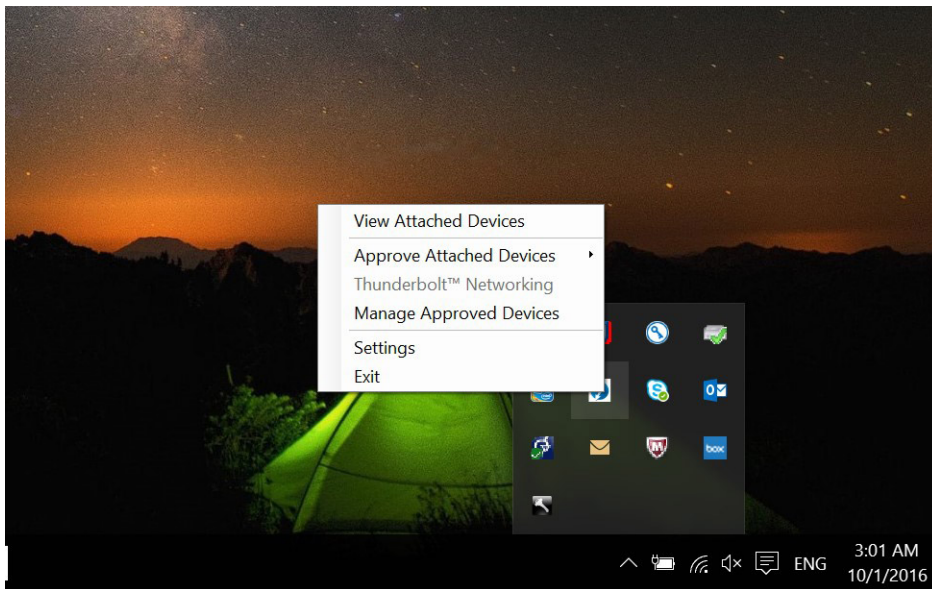 View Attached Devices
Approve Attached Devices
Thunderbolt™ Networking
Manage Approved Devices
Settings
Exit
box
ENG
3:01 AM
10/1/2016